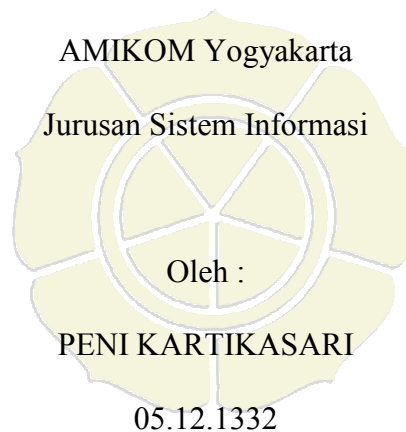 AMIKOM Yogyakarta
Jurusan Sistem Informasi
Oleh :
PENI KARTIKASARI
05.12.1332